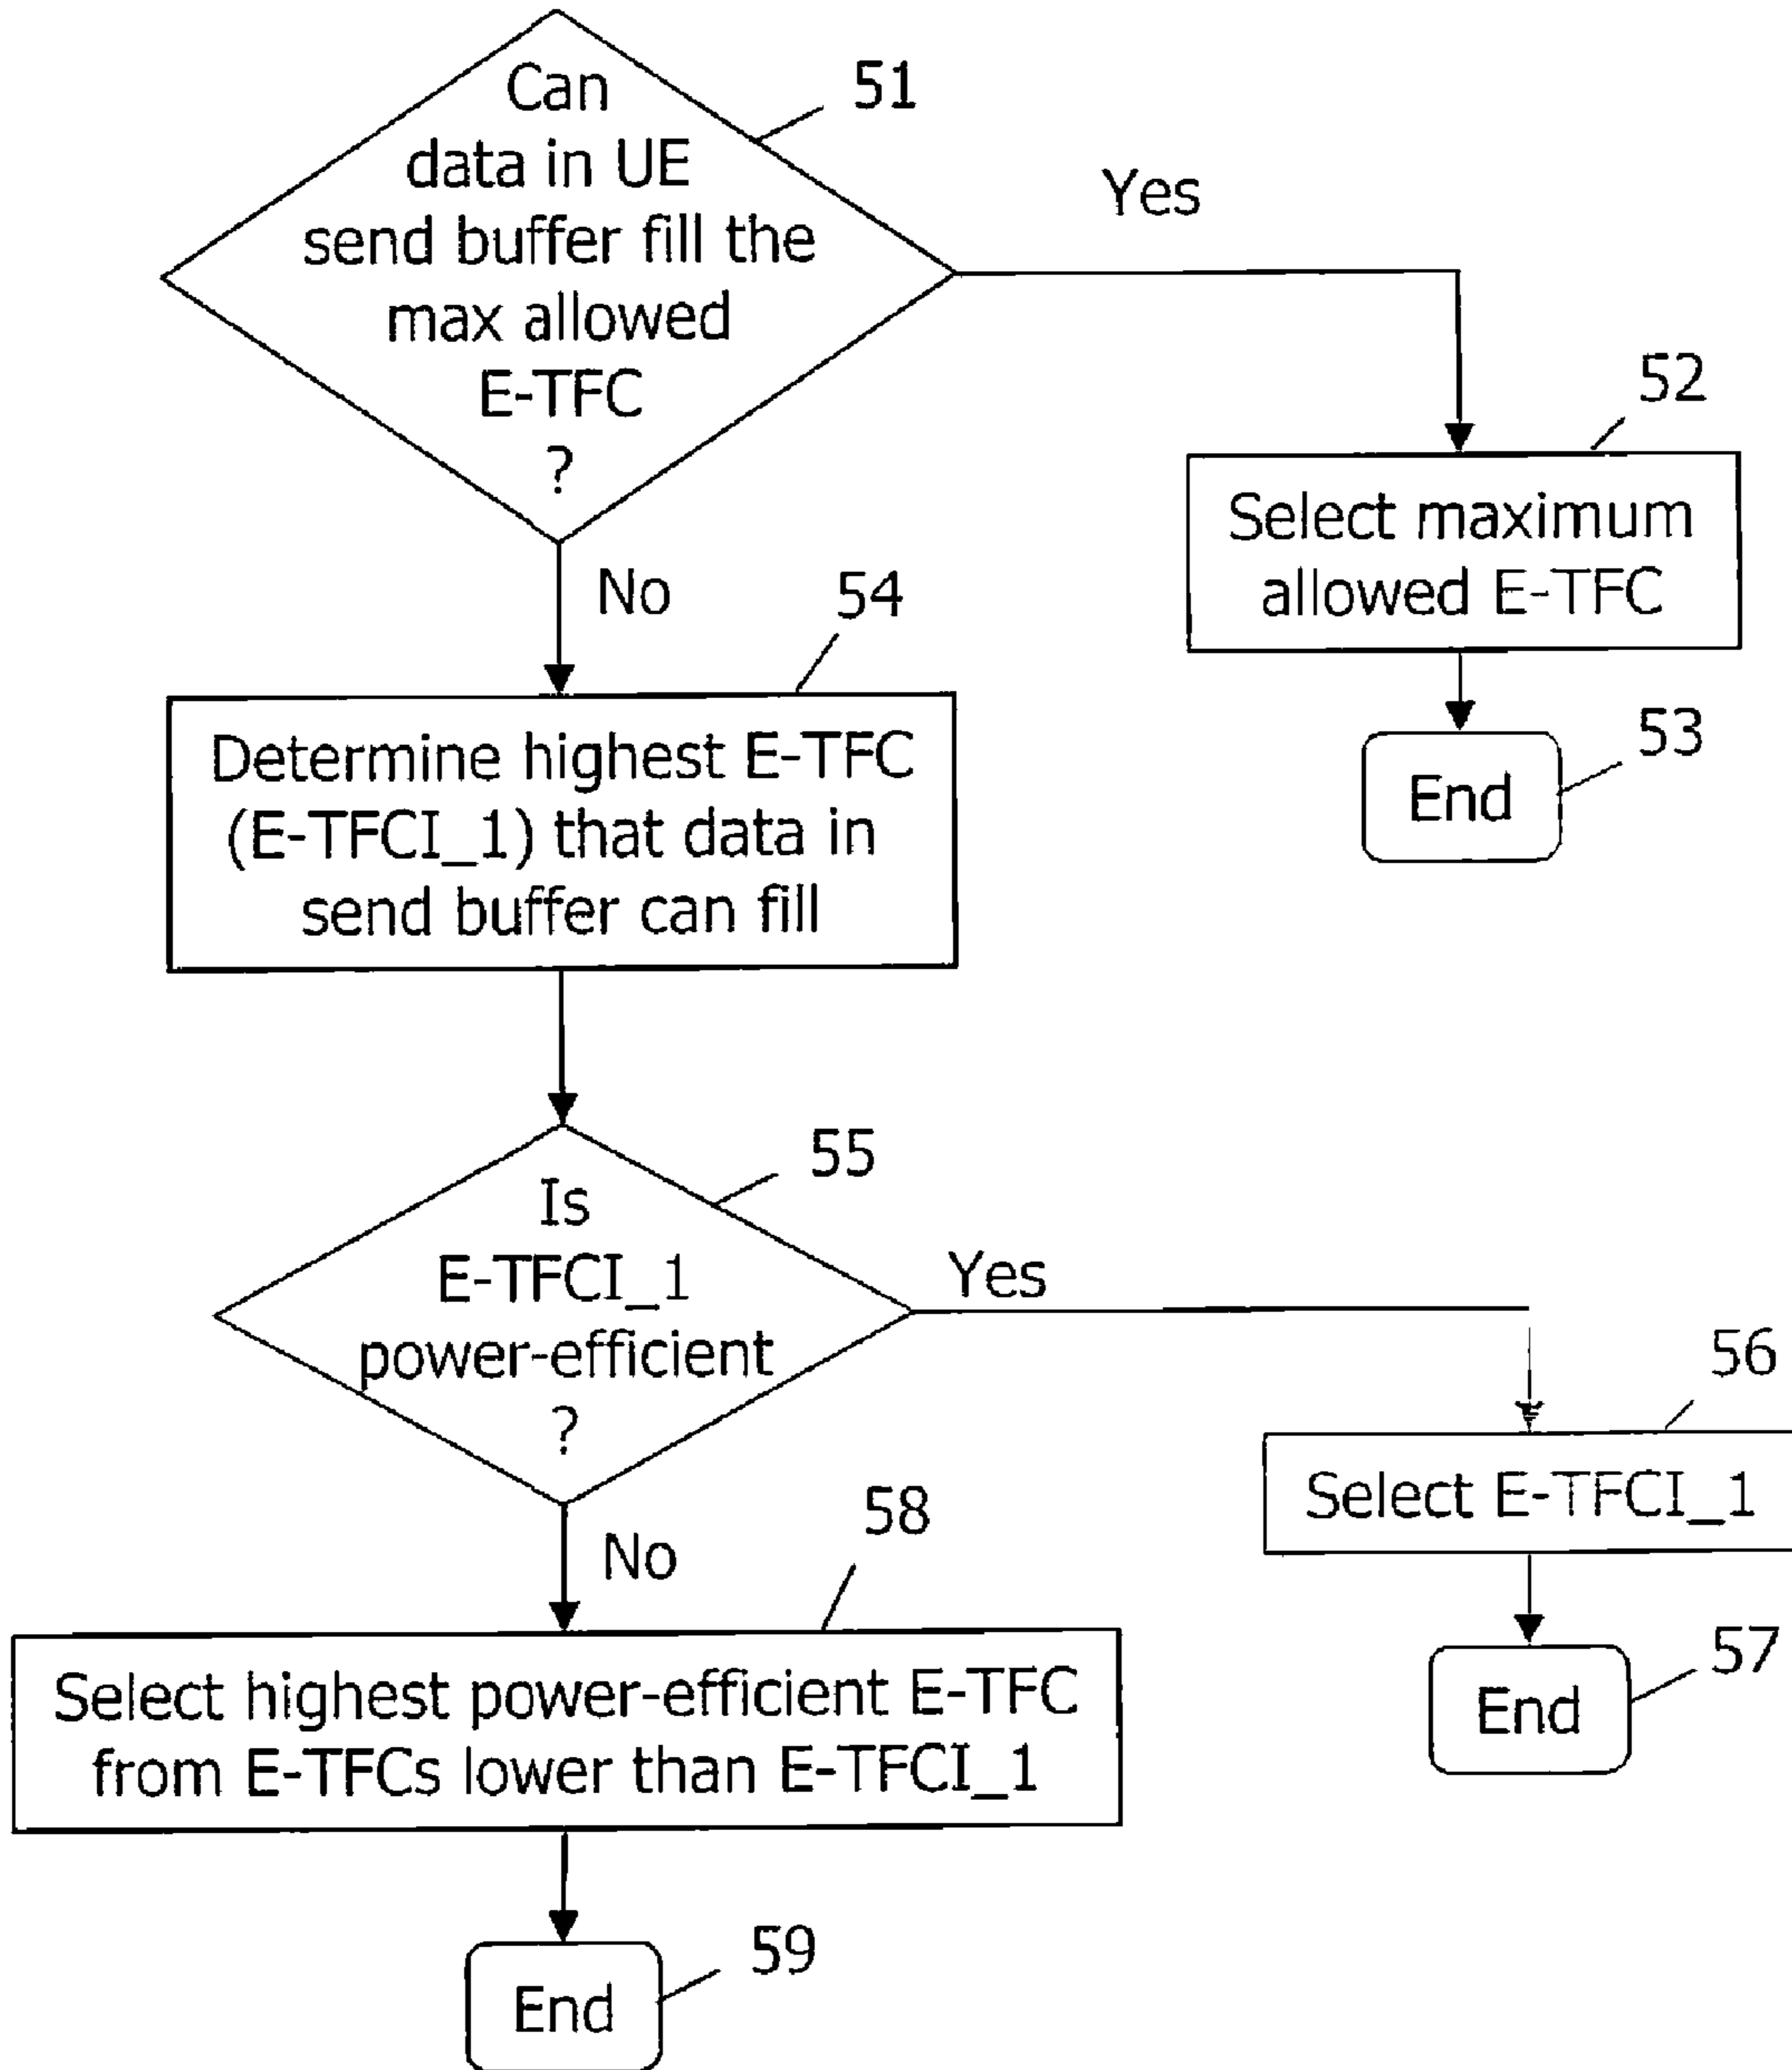 Can
data in UE
send buffer fill the
max allowed
E-TFC
?
51
Yes
52
Select maximum
allowed E-TFC
53
End
No
54
Determine highest E-TFC
(E-TFCI_1) that data in
send buffer can fill
55
Is
E-TFCI_1
power-efficient
?
Yes
56
Select E-TFCI_1
57
End
No
58
Select highest power-efficient E-TFC
from E-TFCs lower than E-TFCI_1
59
End